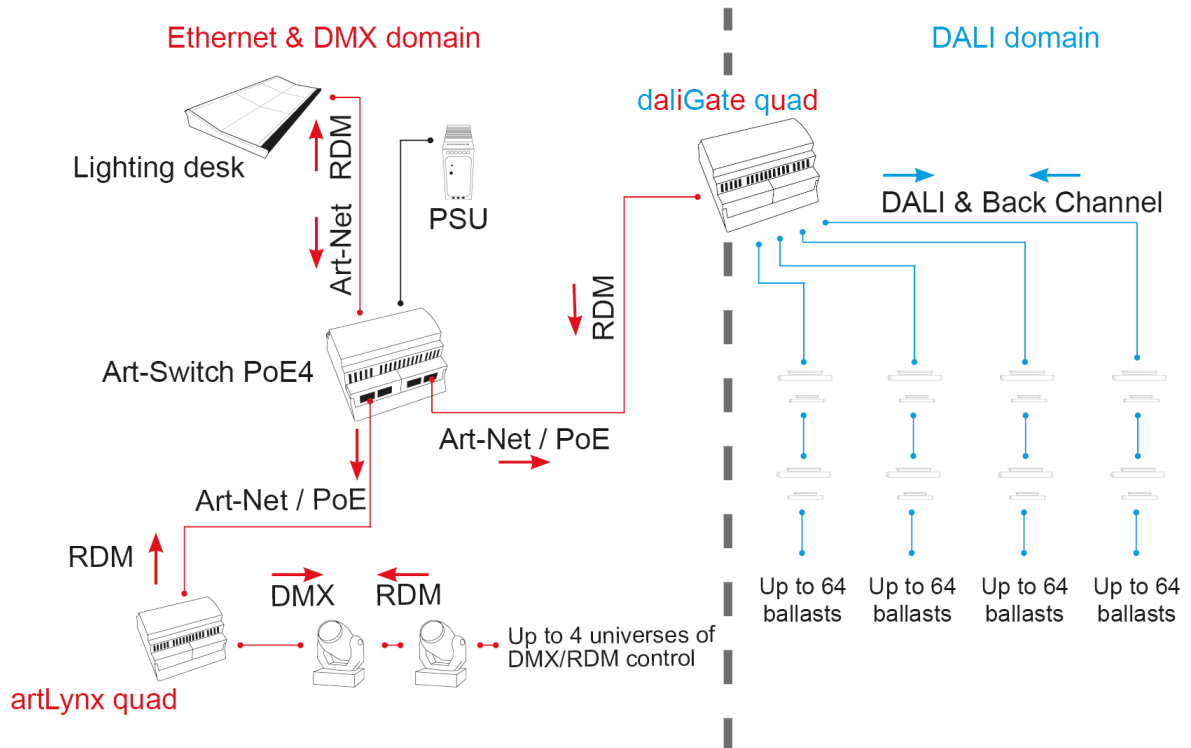 Ethernet & DMX domain
DALI domain
daliGate quad
Lighting desk
RDM
Art-Net
PSU
DALI & Back Channel
RDM
Art-Switch PoE4
Art-Net / PoE
Art-Net / PoE
RDM
DMX
RDM
Up to 4 universes of
DMX/RDM control
artLynx quad
Up to 64
ballasts
Up to 64
ballasts
Up to 64
ballasts
Up to 64
ballasts